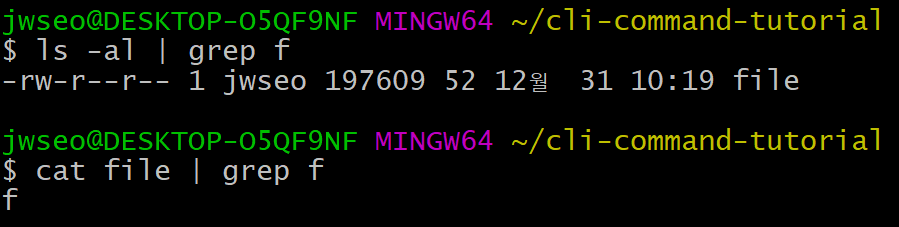 jwseo@DESKTOP-O5QF9NF MINGW64 ~/cli-command-tutorial
$ ls -al | grep f
-rw-r--r-- 1 jwseo 197609 52 12월  31 10:19 file
jwseo@DESKTOP-O5QF9NF MINGW64 ~/cli-command-tutorial
$ cat file | grep f
f